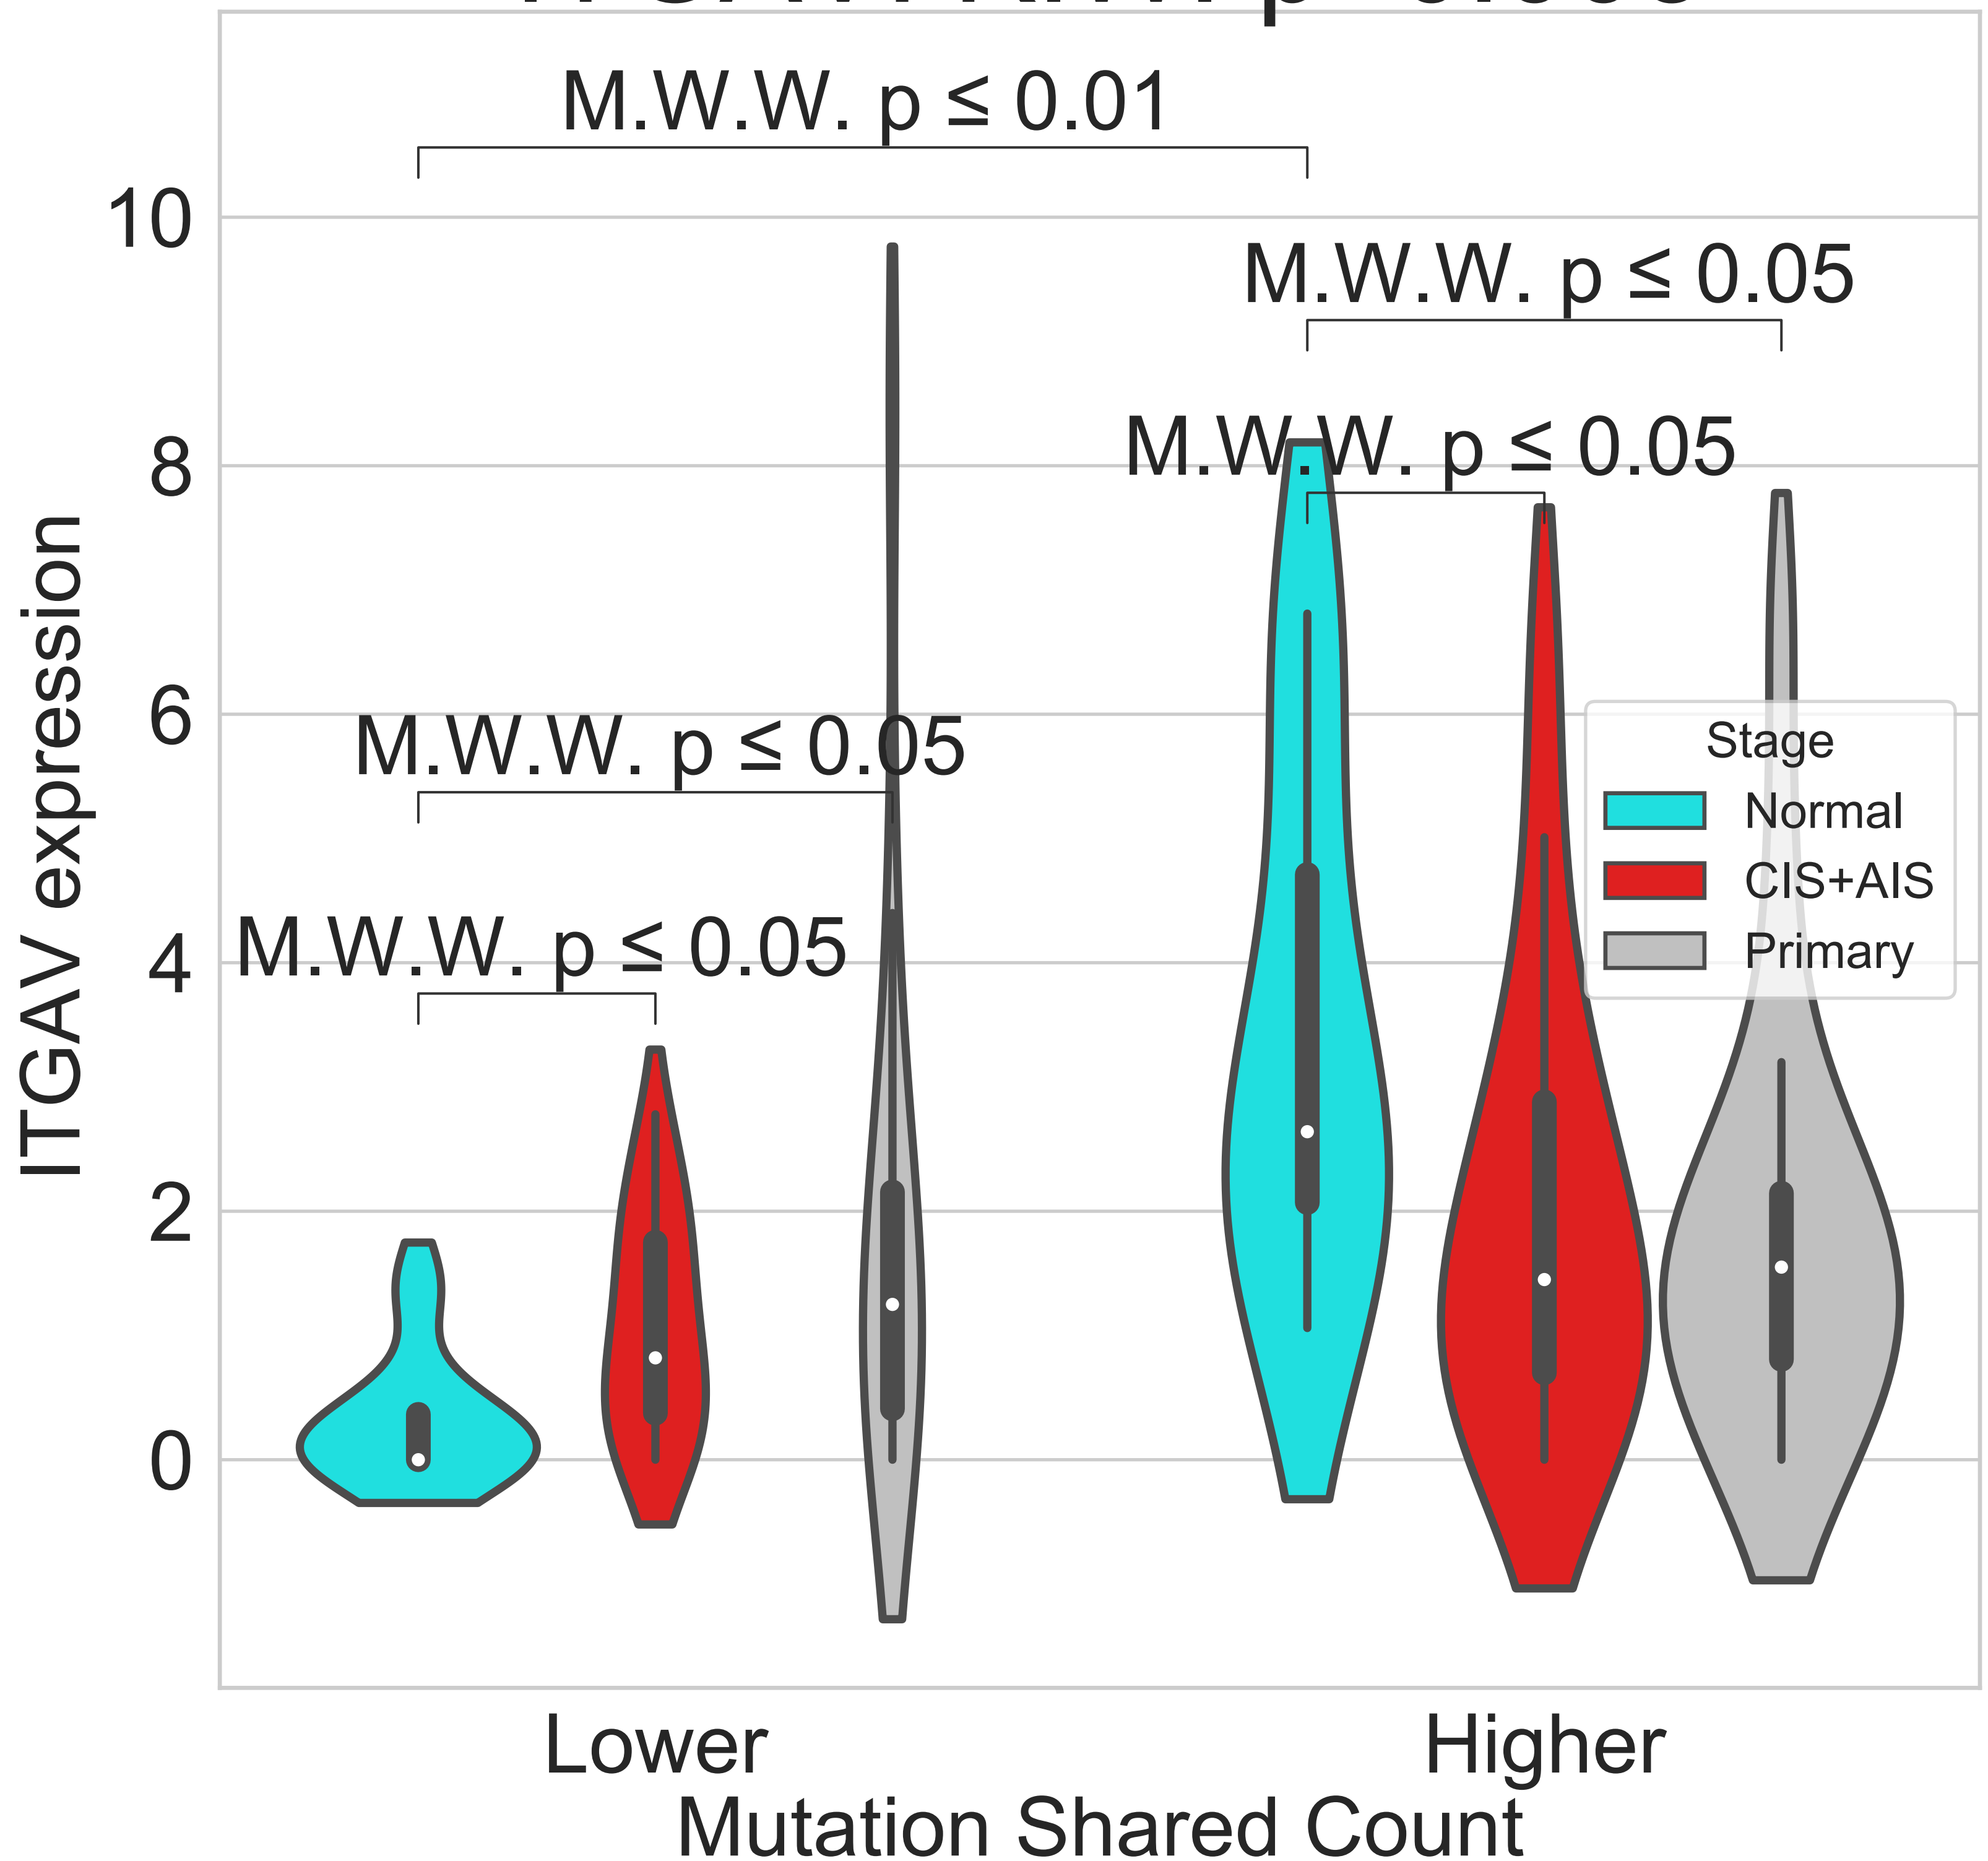 M.W.W. p ≤ 0.01
10
M.W.W. p ≤ 0.05
8
M.W.W. p ≤ 0.05
6
M.W.W. p ≤ 0.05
Stage
Normal
CIS+AIS
Primary
4
M.W.W. p ≤ 0.05
2
0
ITGAV expression
Lower
Higher
Mutation Shared Count